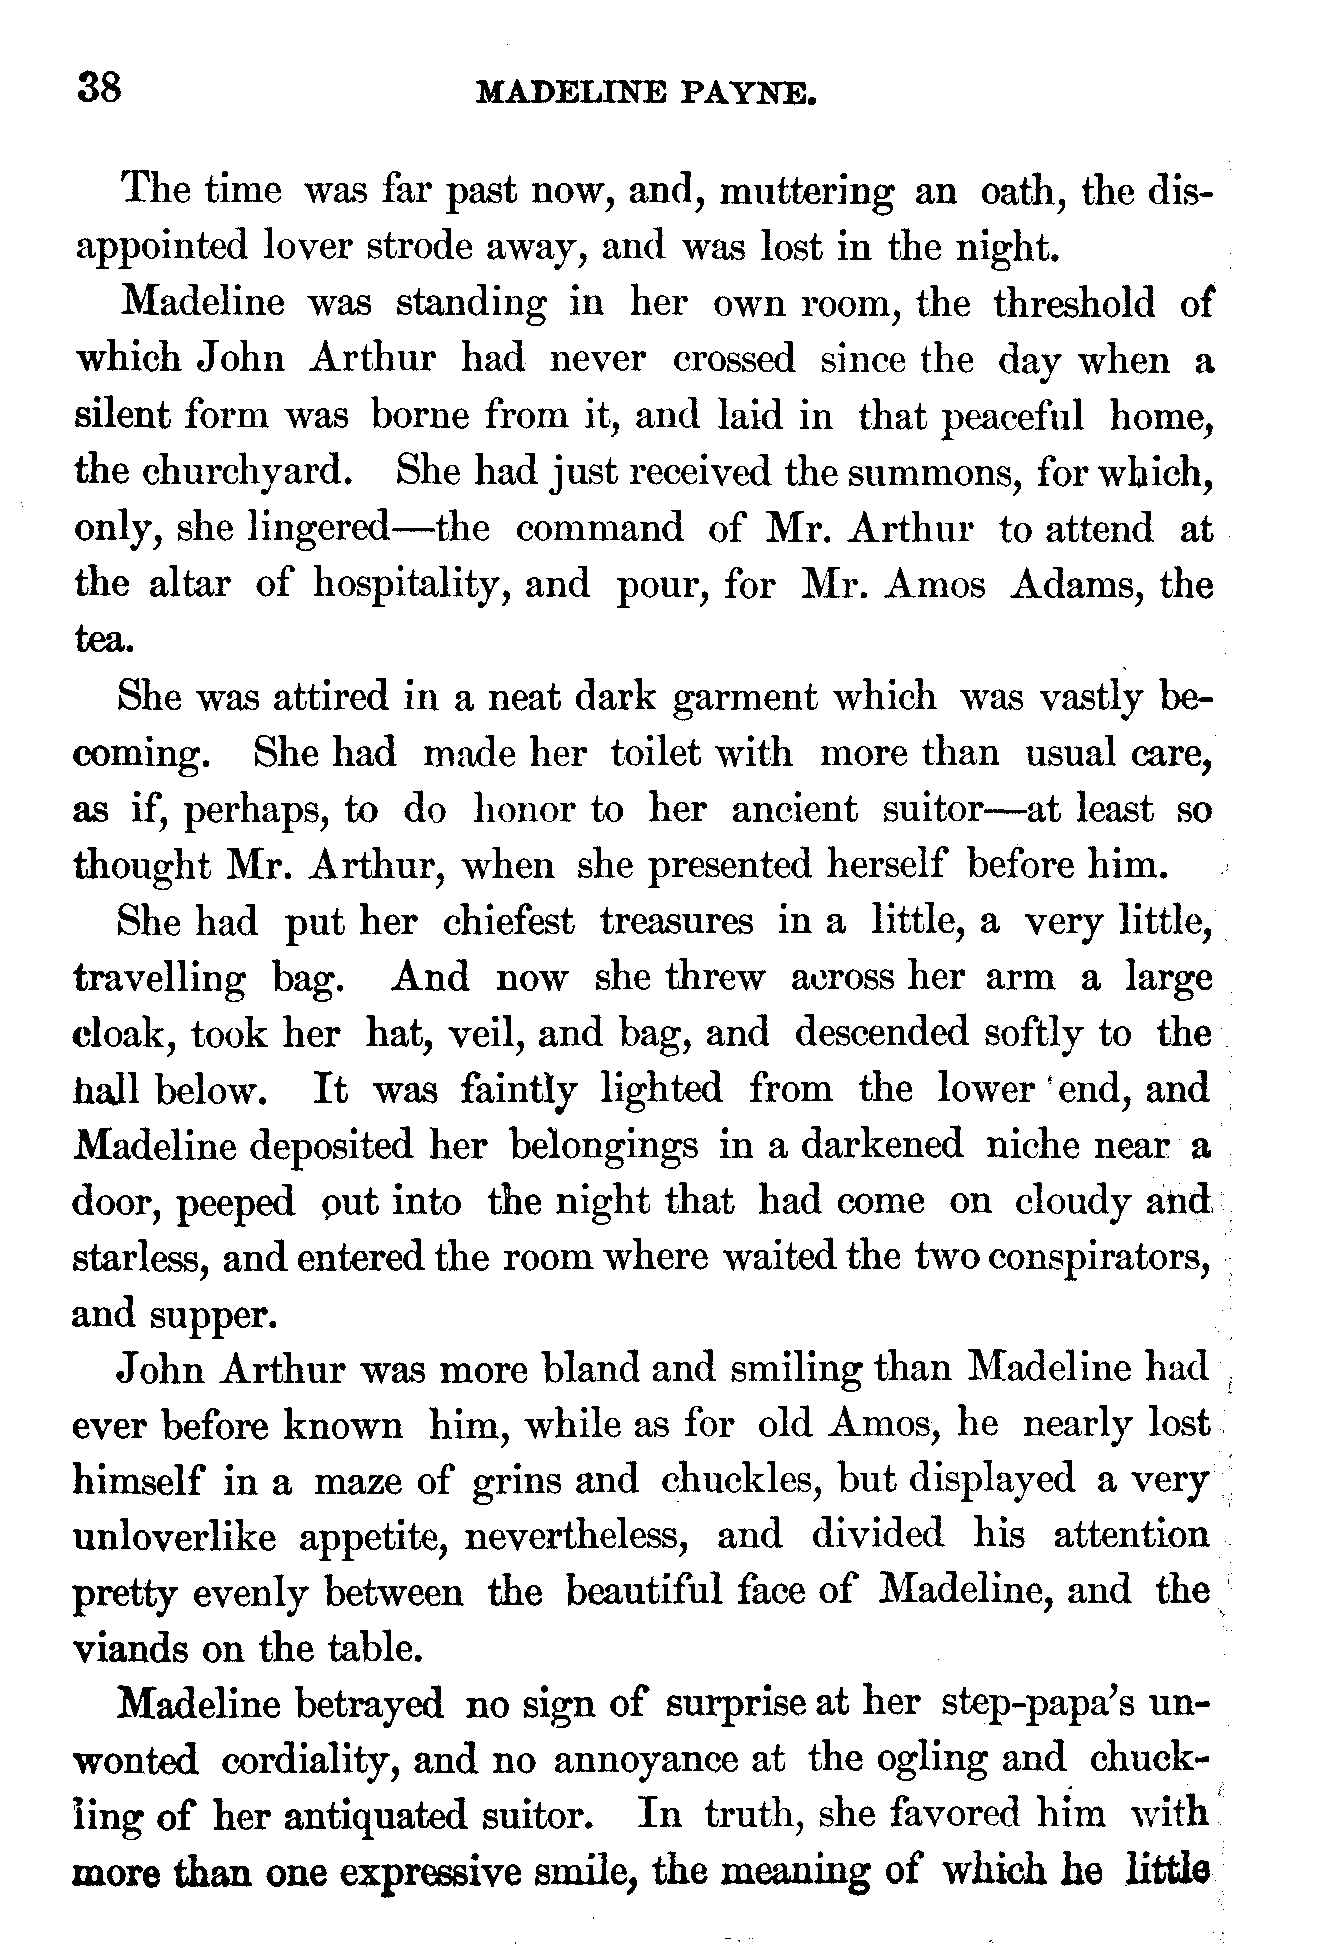 38 MADELINE PAYNE.
The time was far past now, and, muttering an oath, the dis-
appointed lover strode away, and was lost in the night.
Madeline was standing in her own room, the threshold of
which John Arthur had never crossed since the day when a
silent form was borne from it, and laid in that peaceful home,
the churchyard. She had just received the summons, for which,
only, she lingered—the command of Mr. Arthur to attend at
the altar of hospitality, and pour, for Mr. Amos Adams, the
tea.
She was attired in a neat dark garment which was vastly be-
coming. She had made her toilet with more than usual care,
as if, perhaps, to do honor to her ancient suitor—at least so
thought Mr. Arthur, when she presented herself before him.
She had put her chiefest treasures in a little, a very little,
travelling bag. And now she threw across her arm a large
cloak, took her hat, veil, and bag, and descended softly to the
hall below. It was faintly lighted from the lower end, and
Madeline deposited her belongings in a darkened niche near a
door, peeped out into the night that had come on cloudy and
starless, and entered the room where waited the two conspirators,
and supper.
John Arthur was more bland and smiling than Madeline had
ever before known him, while as for old Amos, he nearly lost
himself in a maze of grins and chuckles, but displayed a very
unloverlike appetite, nevertheless, and divided his attention
pretty evenly between the beautiful face of Madeline, and the
viands on the table.
Madeline betrayed no sign of surprise at her step-papa's un-
wonted cordiality, and no annoyance at the ogling and chuck-
ling of her antiquated suitor. In truth, she favored him with
more than one expressive smile, the meaning of which he little